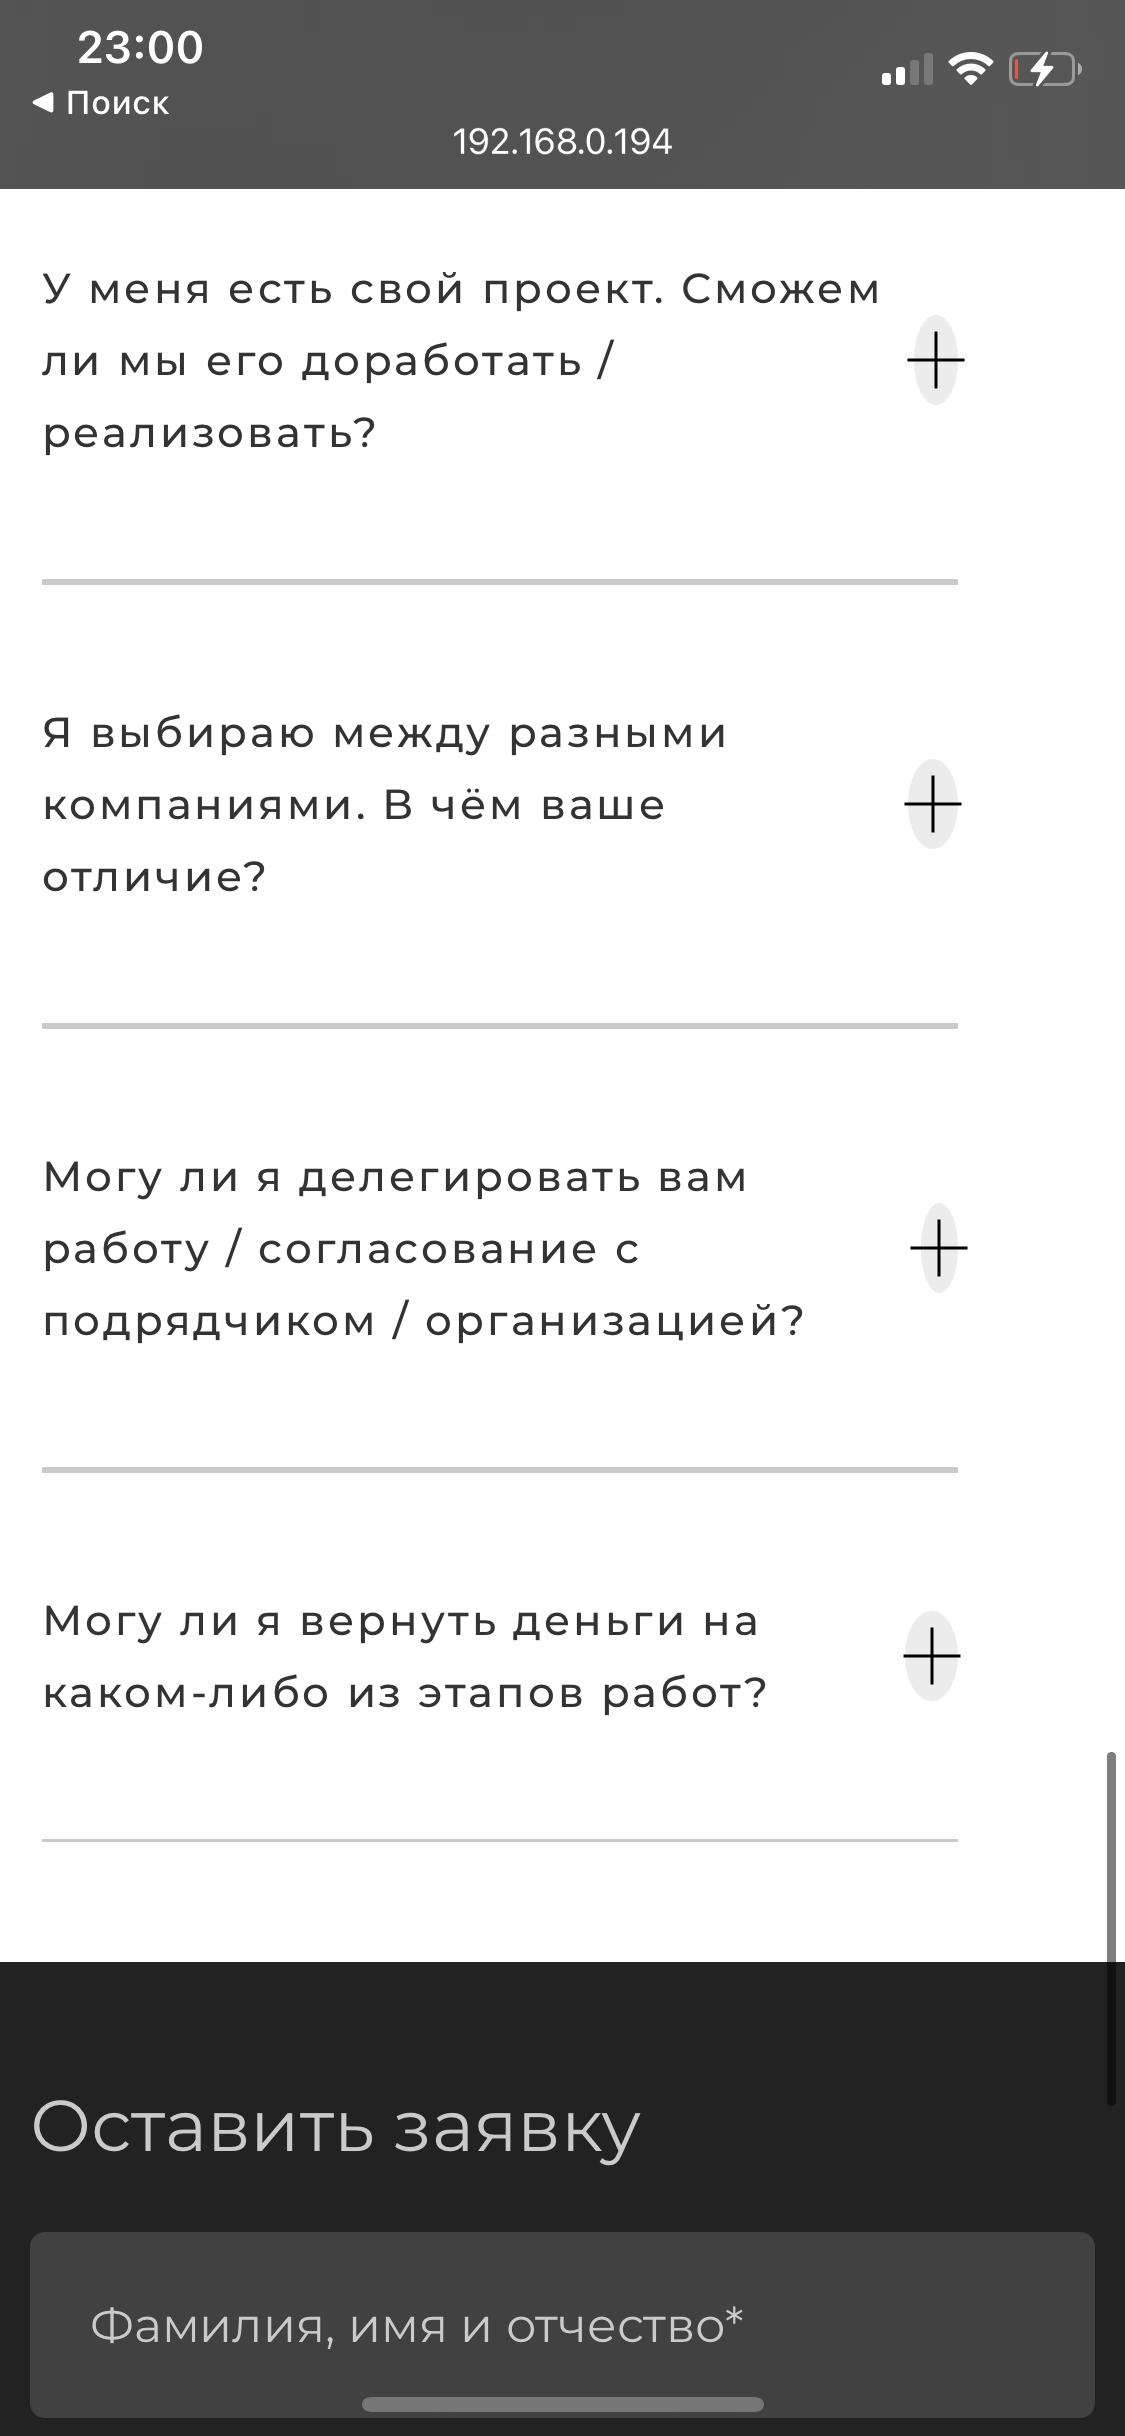 23:00
Поиск
192.168.0.194
У меня есть свой проект. Сможем
ли мы его доработать /
реализовать?
Я выбираю между разными
компаниями. В чём ваше
отличие?
Могу ли я делегировать вам
работу / согласование с
подрядчиком / организацией?
Могу ли я вернуть деньги на
каком-либо из этапов работ?
Оставить заявку
Фамилия, имя и отчество*